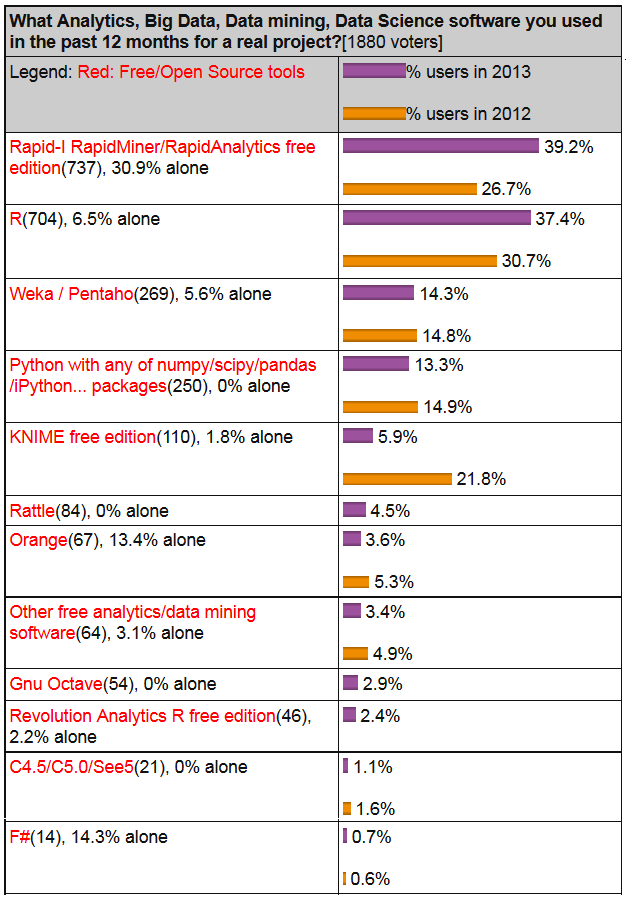 What Analytics, Big Data, Data mining, Data Science software you used
in the past 12 months for a real project?[1880 voters]
Legend: Red: Free/Open Source tools
% users in 2013
% users in 2012
Rapid-I RapidMiner/RapidAnalytics free
edition(737), 30.9% alone
39.2%
26.7%
R(704), 6.5% alone
37.4%
30.7%
Weka / Pentaho(269), 5.6% alone
14.3%
14.8%
Python with any of numpy/scipy/pandas
/iPython... packages(250), 0% alone
13.3%
14.9%
KNIME free edition(110), 1.8% alone
5.9%
21.8%
Rattle(84), 0% alone
4.5%
Orange(67), 13.4% alone
3.6%
5.3%
Other free analytics/data mining
software(64), 3.1% alone
3.4%
4.9%
Gnu Octave(54), 0% alone
2.9%
Revolution Analytics R free edition(46),
2.2% alone
2.4%
C4.5/C5.0/See5(21), 0% alone
1.1%
1.6%
F#(14), 14.3% alone
0.7%
0.6%